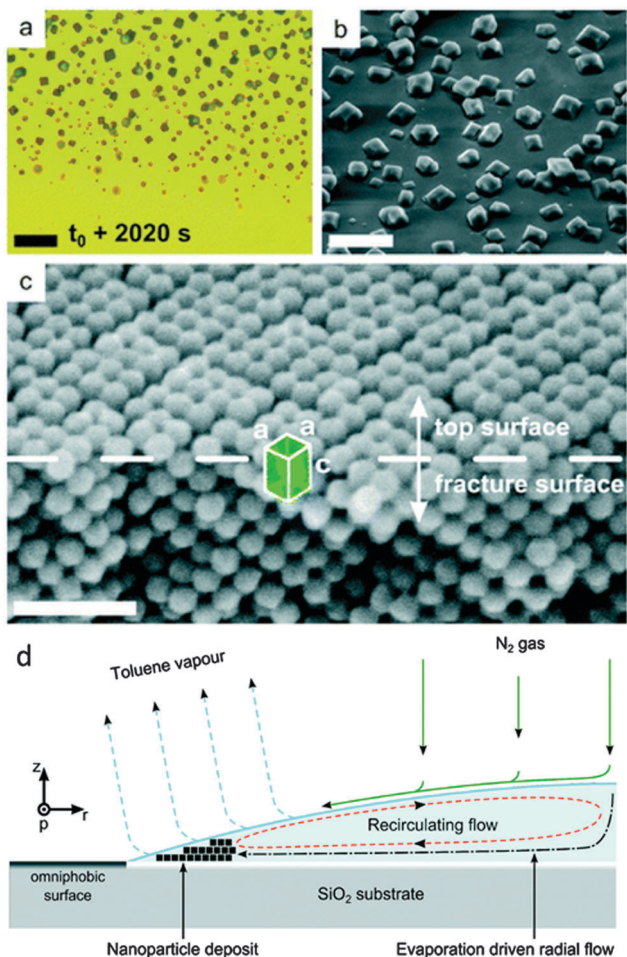 a
b
t₀ + 2020 s
c
a a
c
top surface
fracture surface
d
Toluene vapour
N₂ gas
z
p
r
Recirculating flow
omniphobic
surface
SiO₂ substrate
Nanoparticle deposit
Evaporation driven radial flow